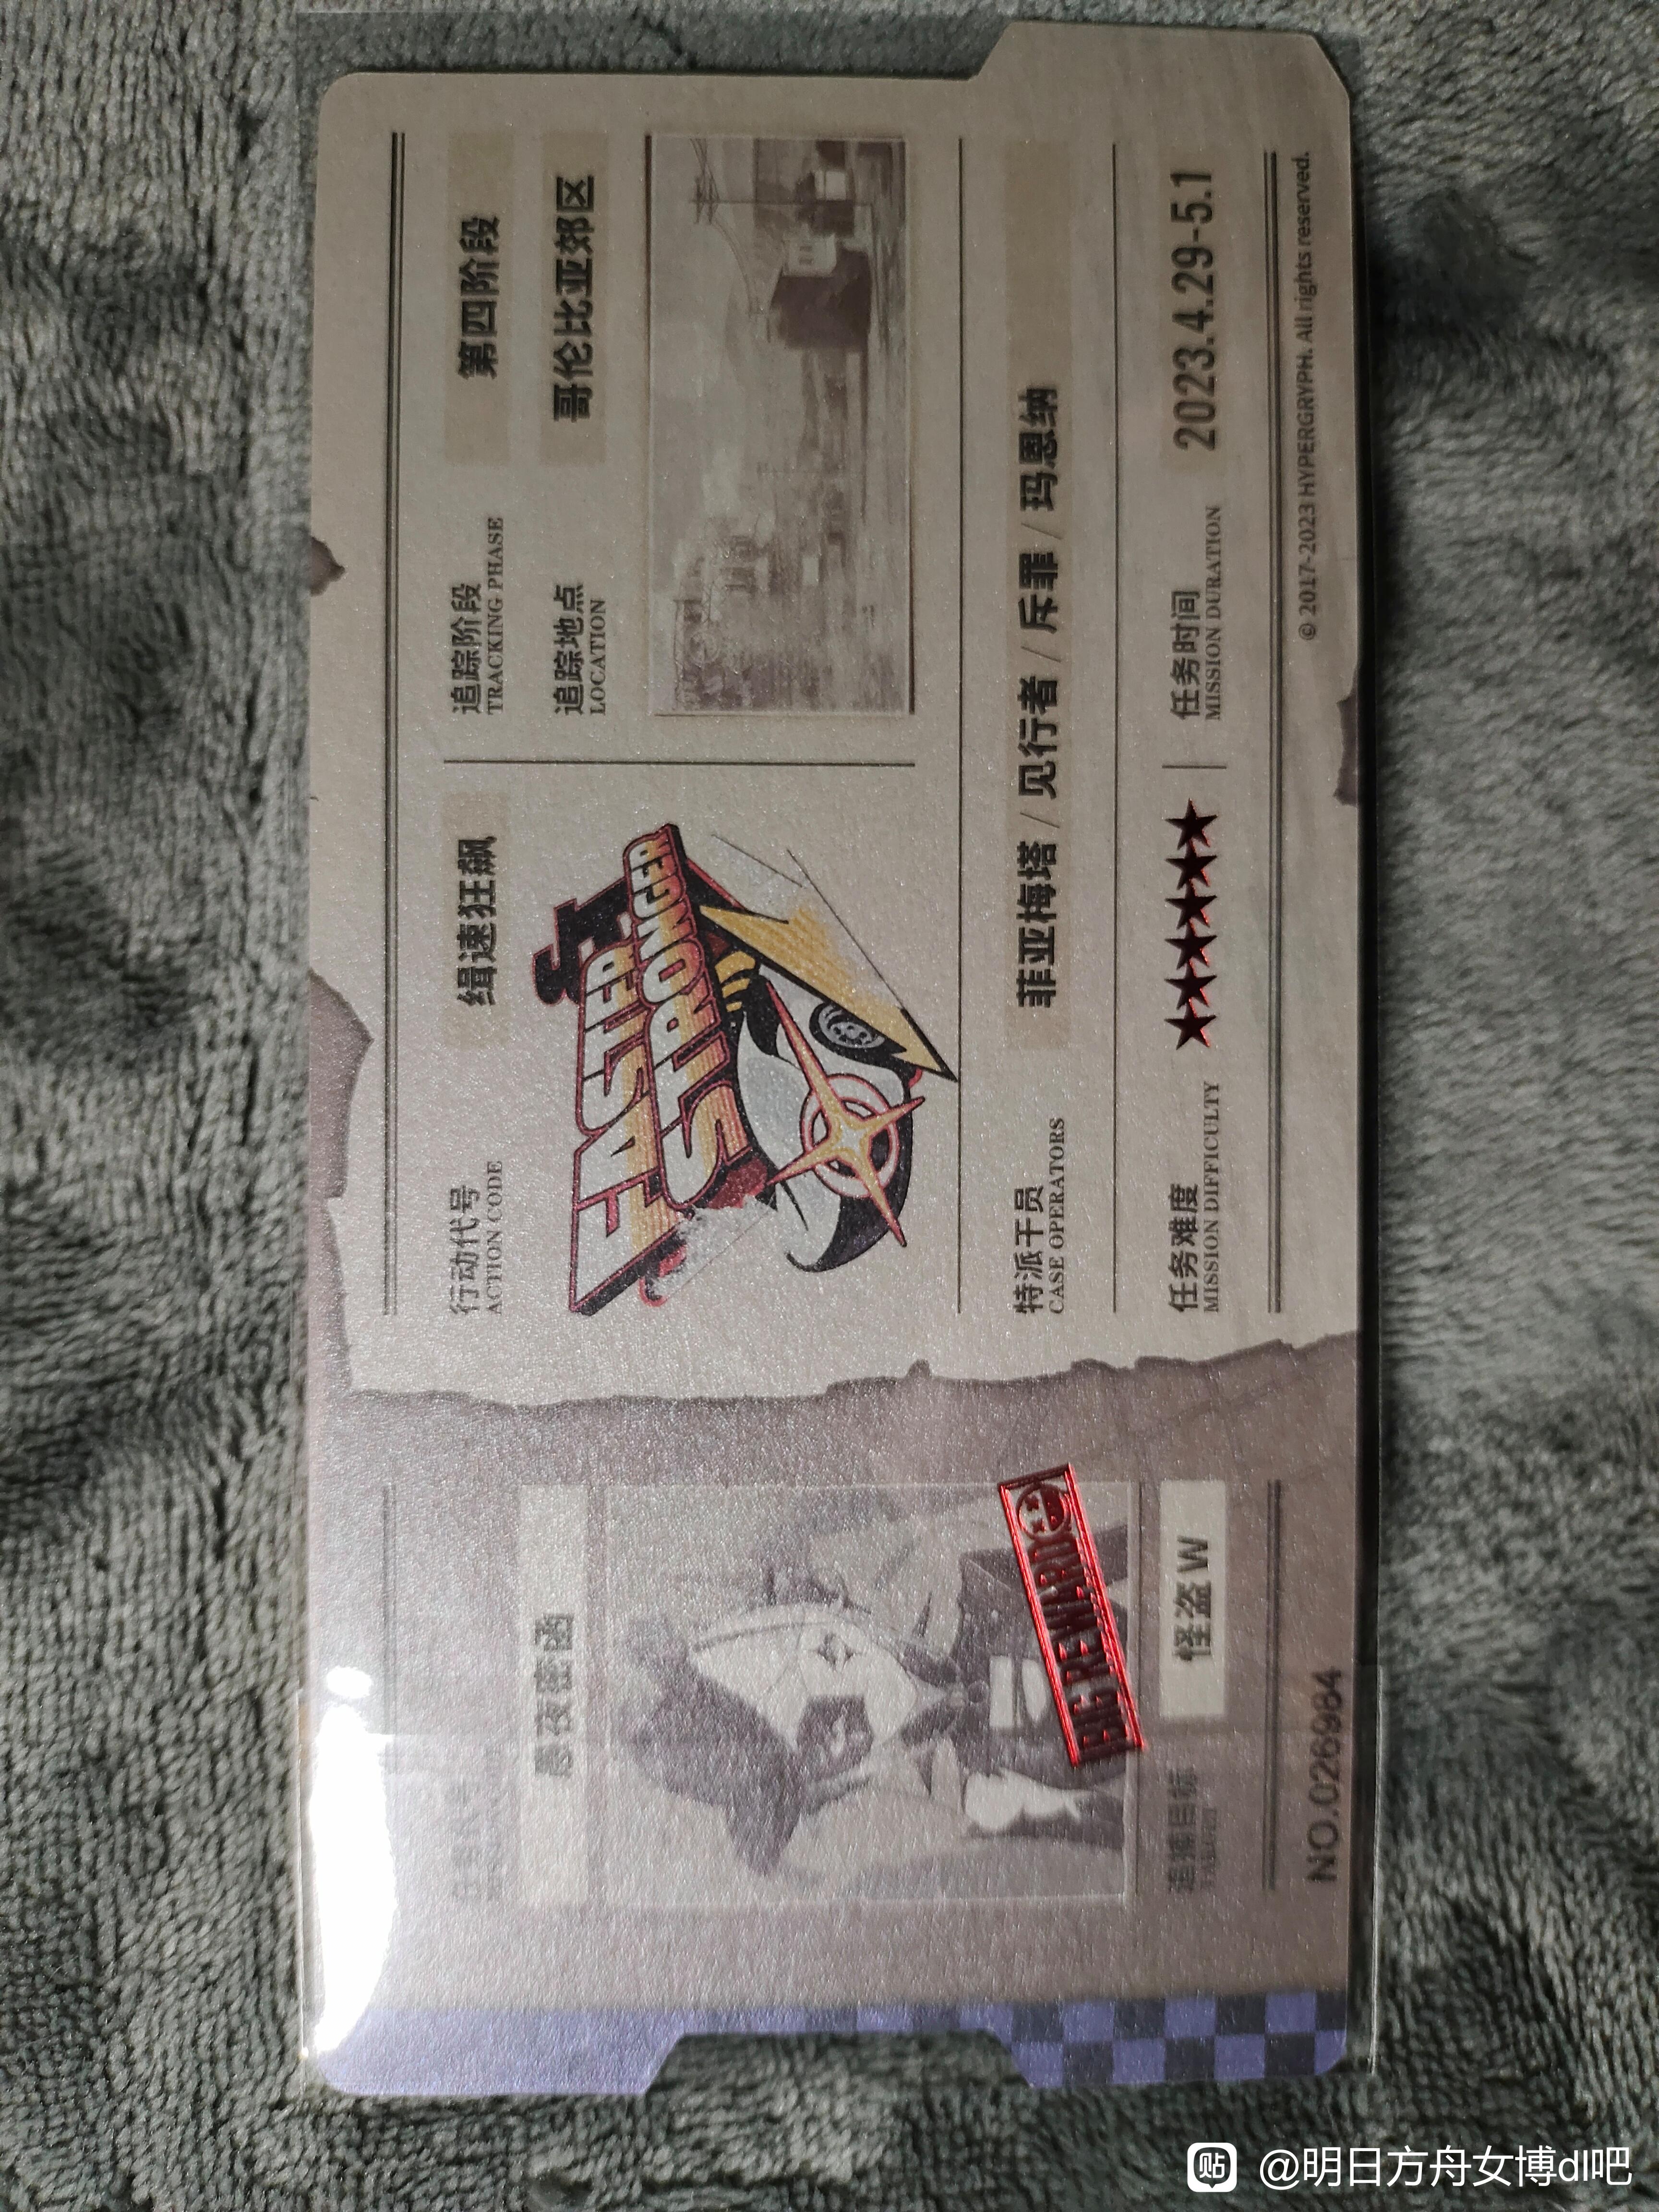 密函
BIG REWARD
怪盗W
追捕目标
NO.0269984
行动代号
ACTION CODE
缉速狂飙
FASTER,
STRONGER
追踪阶段
TRACKING PHASE
第四阶段
追踪地点
LOCATION
哥伦比亚郊区
特派干员
CASE OPERATORS
菲亚梅塔 / 见行者 / 斥罪 / 玛恩纳
任务难度
MISSION DIFFICULTY
★★★★★★
任务时间
MISSION DURATION
2023.4.29-5.1
© 2017-2023 HYPERGRYPH. All rights reserved.
贴 @明日方舟女博dl吧